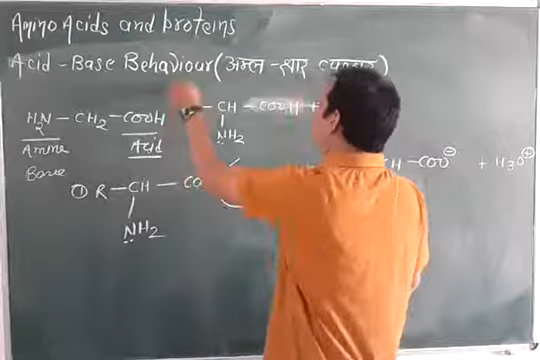 Amino Acids and proteins
Acid - Base Behaviour (अम्ल - क्षार
H₂N — CH₂ — COOH
Amine
Acid
Base
— CH — COOH +
NH₂
① R — CH — CO
NH₂
CH — COO⊖ + H₃O⊕